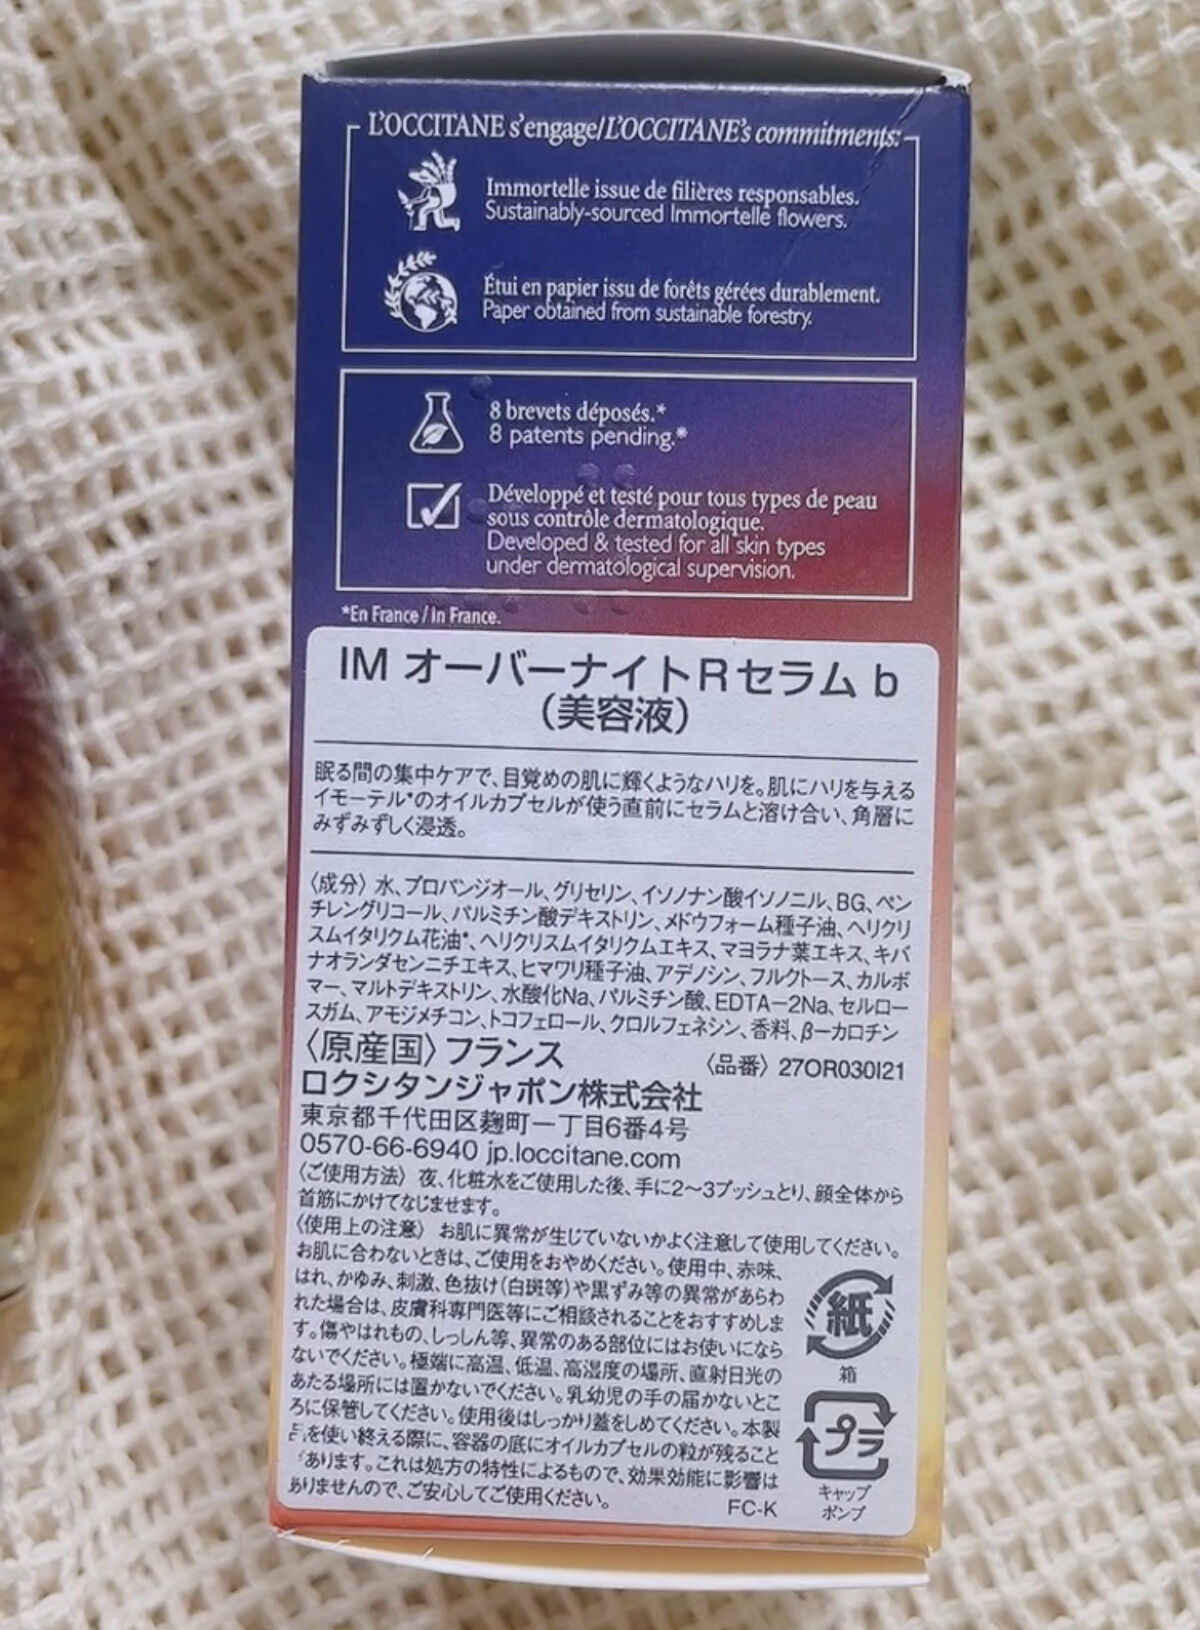 L'OCCITANE s'engage/L'OCCITANE's commitments:
Immortelle issue de filières responsables.
Sustainably-sourced Immortelle flowers.
Étui en papier issu de forêts gérées durablement.
Paper obtained from sustainable forestry.
8 brevets déposés.*
8 patents pending.*
Développé et testé pour tous types de peau
sous contrôle dermatologique.
Developed & tested for all skin types
under dermatological supervision.
*En France / In France.
IM オーバーナイトRセラム b
(美容液)
眠る間の集中ケアで、目覚めの肌に輝くようなハリを。肌にハリを与える
イモーテル*のオイルカプセルが使う直前にセラムと溶け合い、角層に
みずみずしく浸透。
〈成分〉 水、プロパンジオール、グリセリン、イソノナン酸イソノニル、BG、ペン
チレングリコール、パルミチン酸デキストリン、メドウフォーム種子油、ヘリクリ
スムイタリクム花油*、ヘリクリスムイタリクムエキス、マヨラナ葉エキス、キバ
ナオランダセンニチエキス、ヒマワリ種子油、アデノシン、フルクトース、カルボ
マー、マルトデキストリン、水酸化Na、パルミチン酸、EDTA-2Na、セルロー
スガム、アモジメチコン、トコフェロール、クロルフェネシン、香料、β-カロチン
〈原産国〉フランス
〈品番〉 27OR030I21
ロクシタンジャポン株式会社
東京都千代田区麹町一丁目6番4号
0570-66-6940 jp.loccitane.com
〈ご使用方法〉 夜、化粧水をご使用した後、手に2〜3プッシュとり、顔全体から
首筋にかけてなじませます。
〈使用上の注意〉 お肌に異常が生じていないかよく注意して使用してください。
お肌に合わないときは、ご使用をおやめください。使用中、赤味、
はれ、かゆみ、刺激、色抜け(白斑等)や黒ずみ等の異常があらわ
れた場合は、皮膚科専門医等にご相談されることをおすすめしま
す。傷やはれもの、しっしん等、異常のある部位にはお使いになら
ないでください。極端に高温、低温、高湿度の場所、直射日光の
あたる場所には置かないでください。乳幼児の手の届かないとこ
ろに保管してください。使用後はしっかり蓋をしめてください。本製
品を使い終える際に、容器の底にオイルカプセルの粒が残ること
があります。これは処方の特性によるもので、効果効能に影響は
ありませんので、ご安心してご使用ください。
FC-K
紙
箱
プラ
キャップ
ポンプ